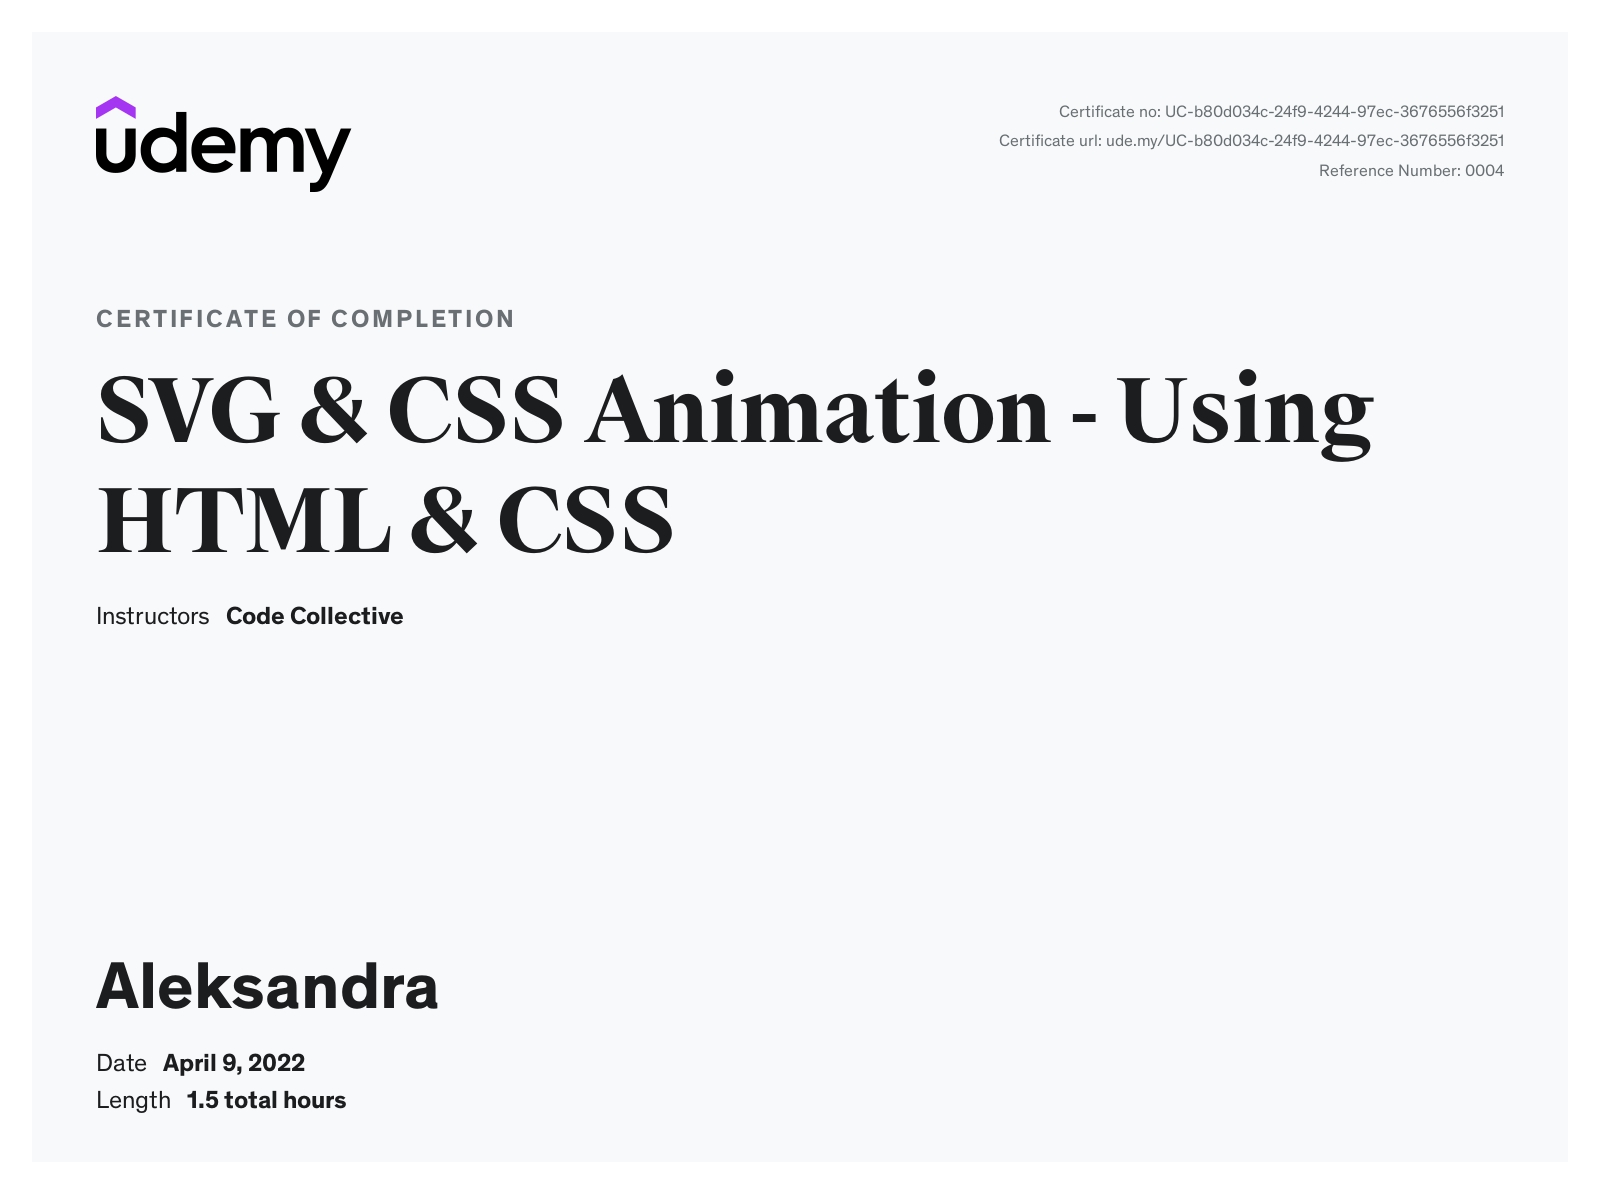 udemy
Certificate no: UC-b80d034c-24f9-4244-97ec-3676556f3251
Certificate url: ude.my/UC-b80d034c-24f9-4244-97ec-3676556f3251
Reference Number: 0004
CERTIFICATE OF COMPLETION
SVG & CSS Animation - Using
HTML & CSS
Instructors Code Collective
Aleksandra
Date April 9, 2022
Length 1.5 total hours